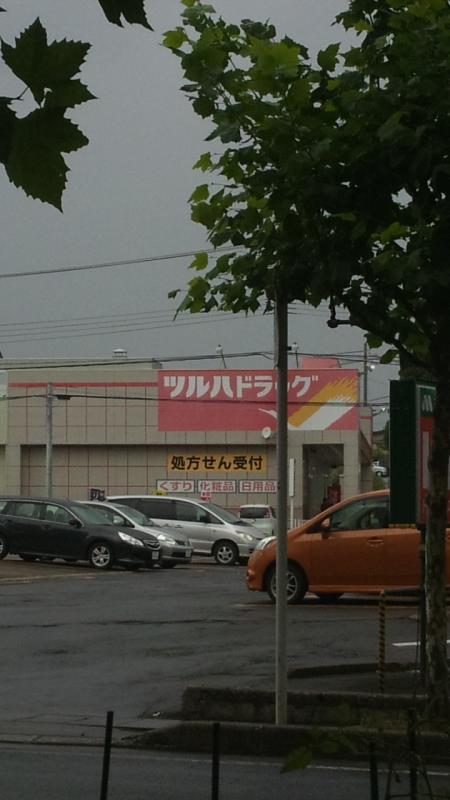 ツルハドラッグ
処方せん受付
くすり 化粧品 日用品